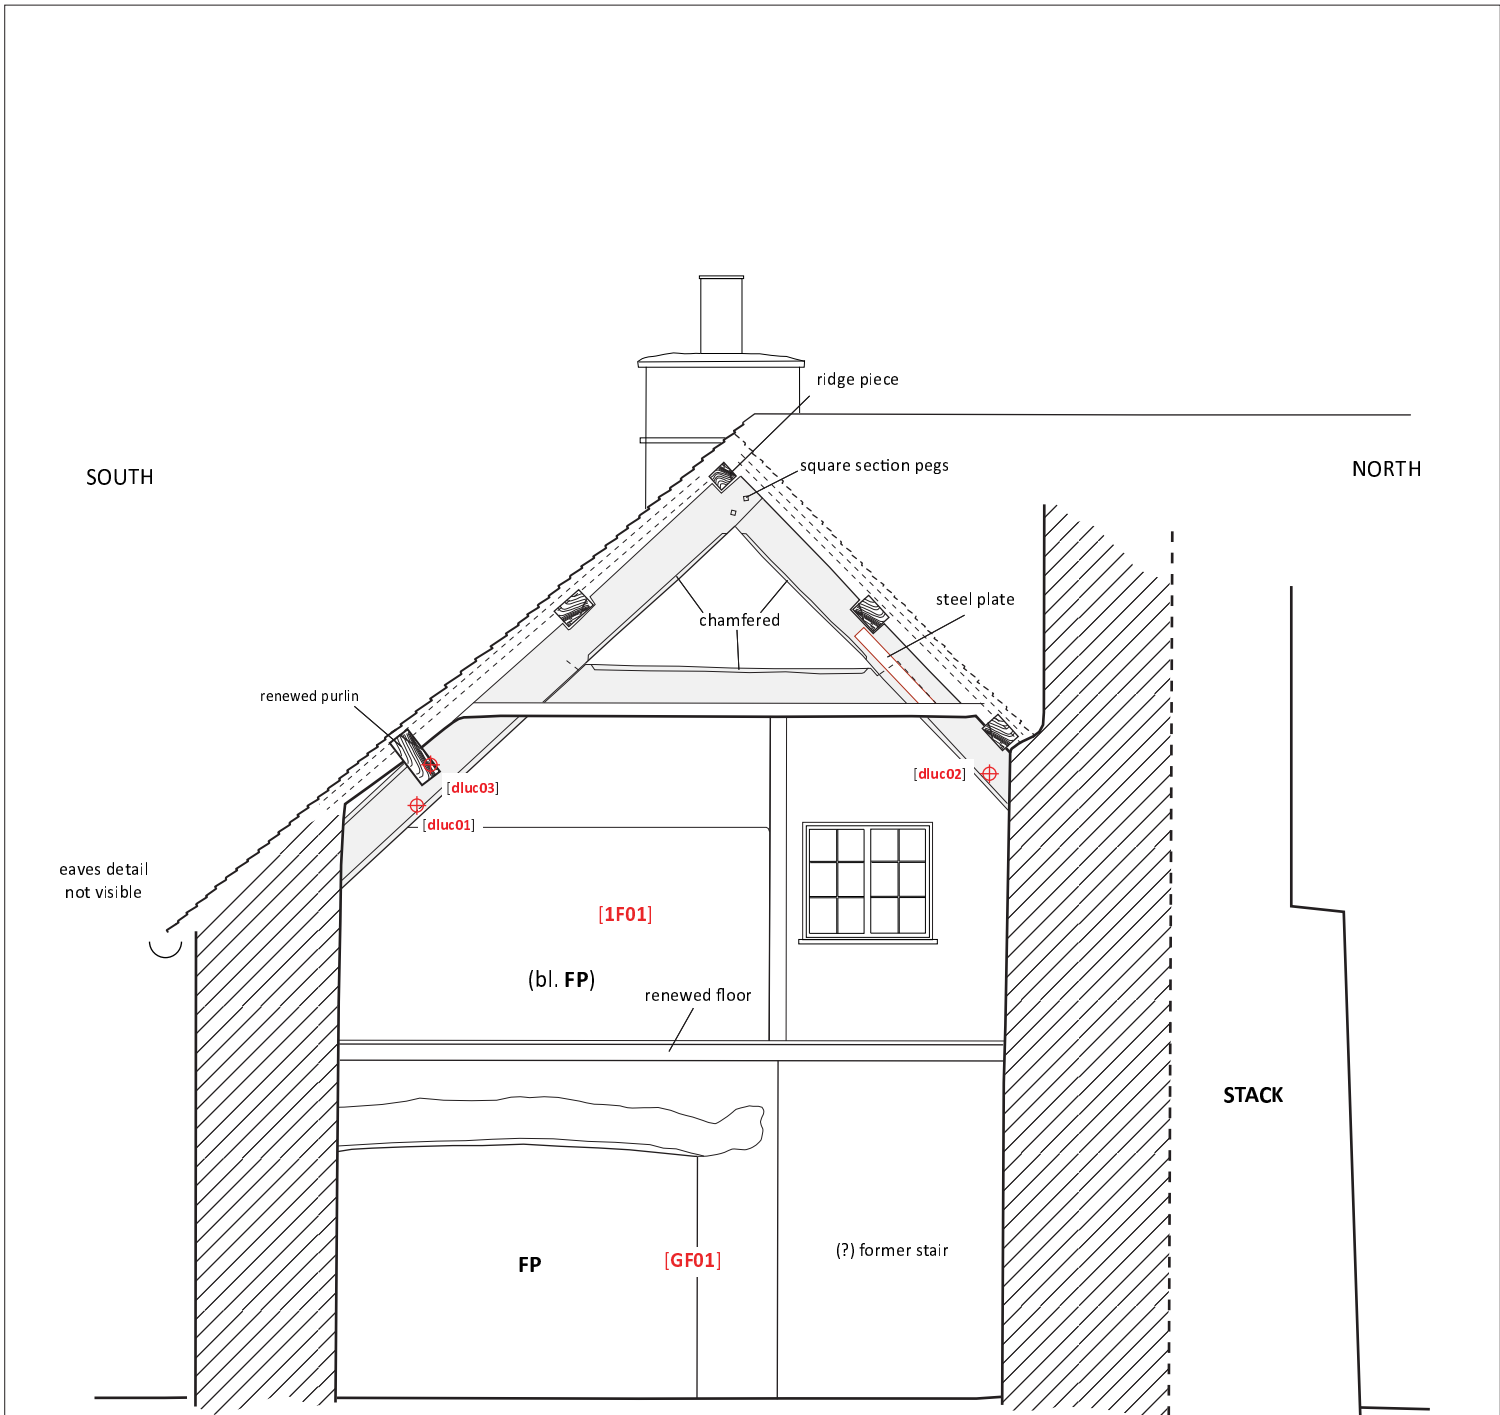 ridge piece
SOUTH
square section pegs
NORTH
steel plate
chamfered
renewed purlin
[dluc02]
[dluc03]
[dluc01]
eaves detail
not visible
[1F01]
(bl. FP)
renewed floor
STACK
(?) former stair
FP
[GF01]